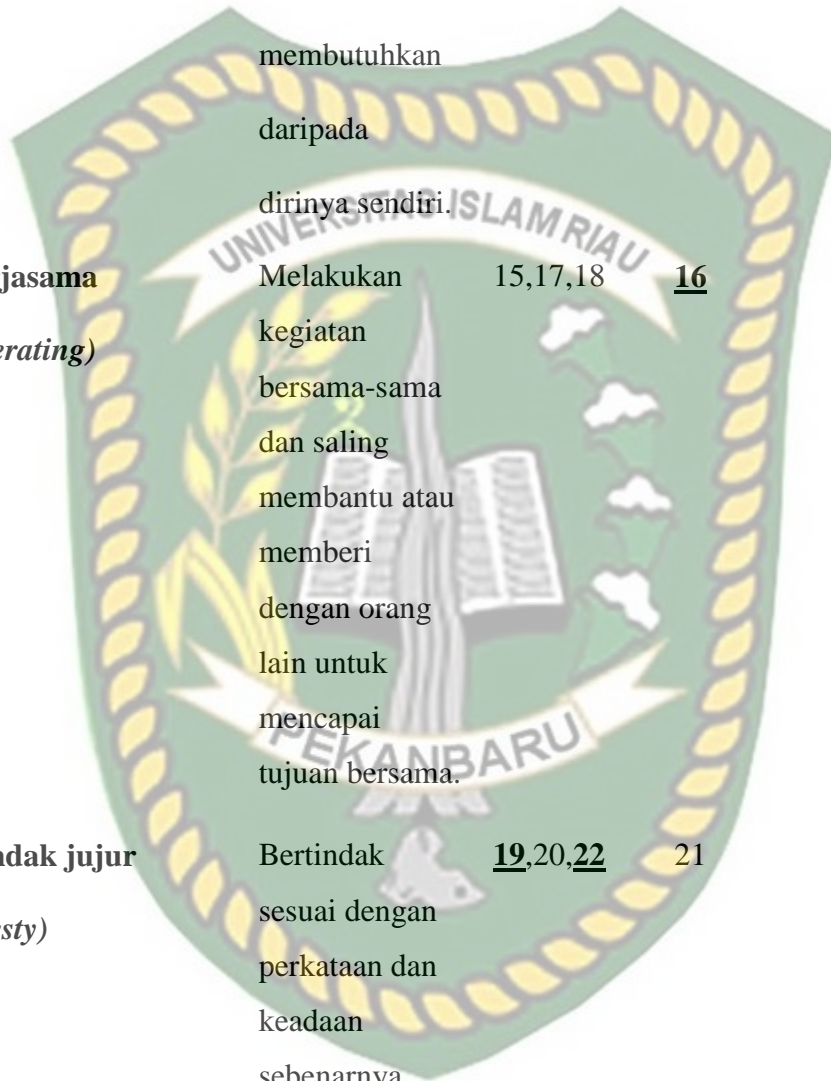 membutuhkan
daripada
dirinya sendiri.
UNIVERSITAS ISLAM RIAU
jasama Melakukan 15,17,18 16
erating) kegiatan
bersama-sama
dan saling
membantu atau
memberi
dengan orang
lain untuk
mencapai
PEKANBARU
tujuan bersama.
ndak jujur Bertindak 19,20,22 21
sty) sesuai dengan
perkataan dan
keadaan
sebenarnya